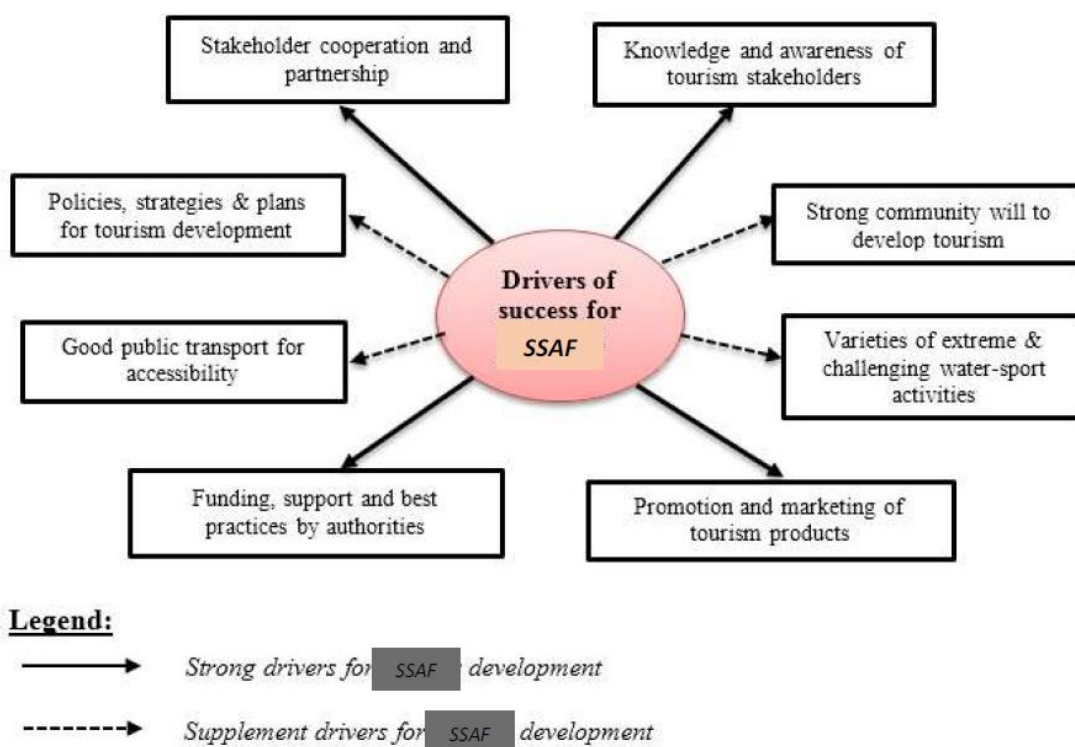 Stakeholder cooperation and
partnership
Knowledge and awareness of
tourism stakeholders
Policies, strategies & plans
for tourism development
Strong community will to
develop tourism
Drivers of
success for
SSAF
Good public transport for
accessibility
Varieties of extreme &
challenging water-sport
activities
Funding, support and best
practices by authorities
Promotion and marketing of
tourism products
Legend:
Strong drivers for SSAF development
Supplement drivers for SSAF development